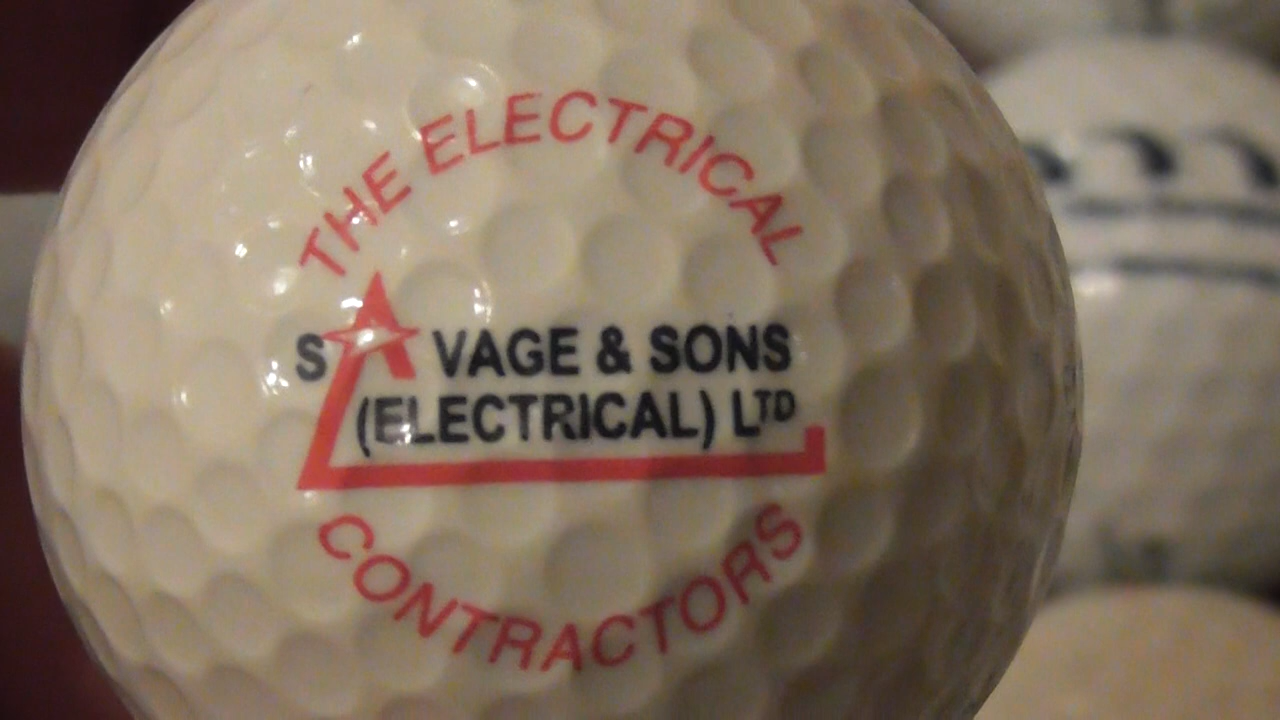 THE ELECTRICAL
SAVAGE & SONS
(ELECTRICAL) LTD
CONTRACTORS